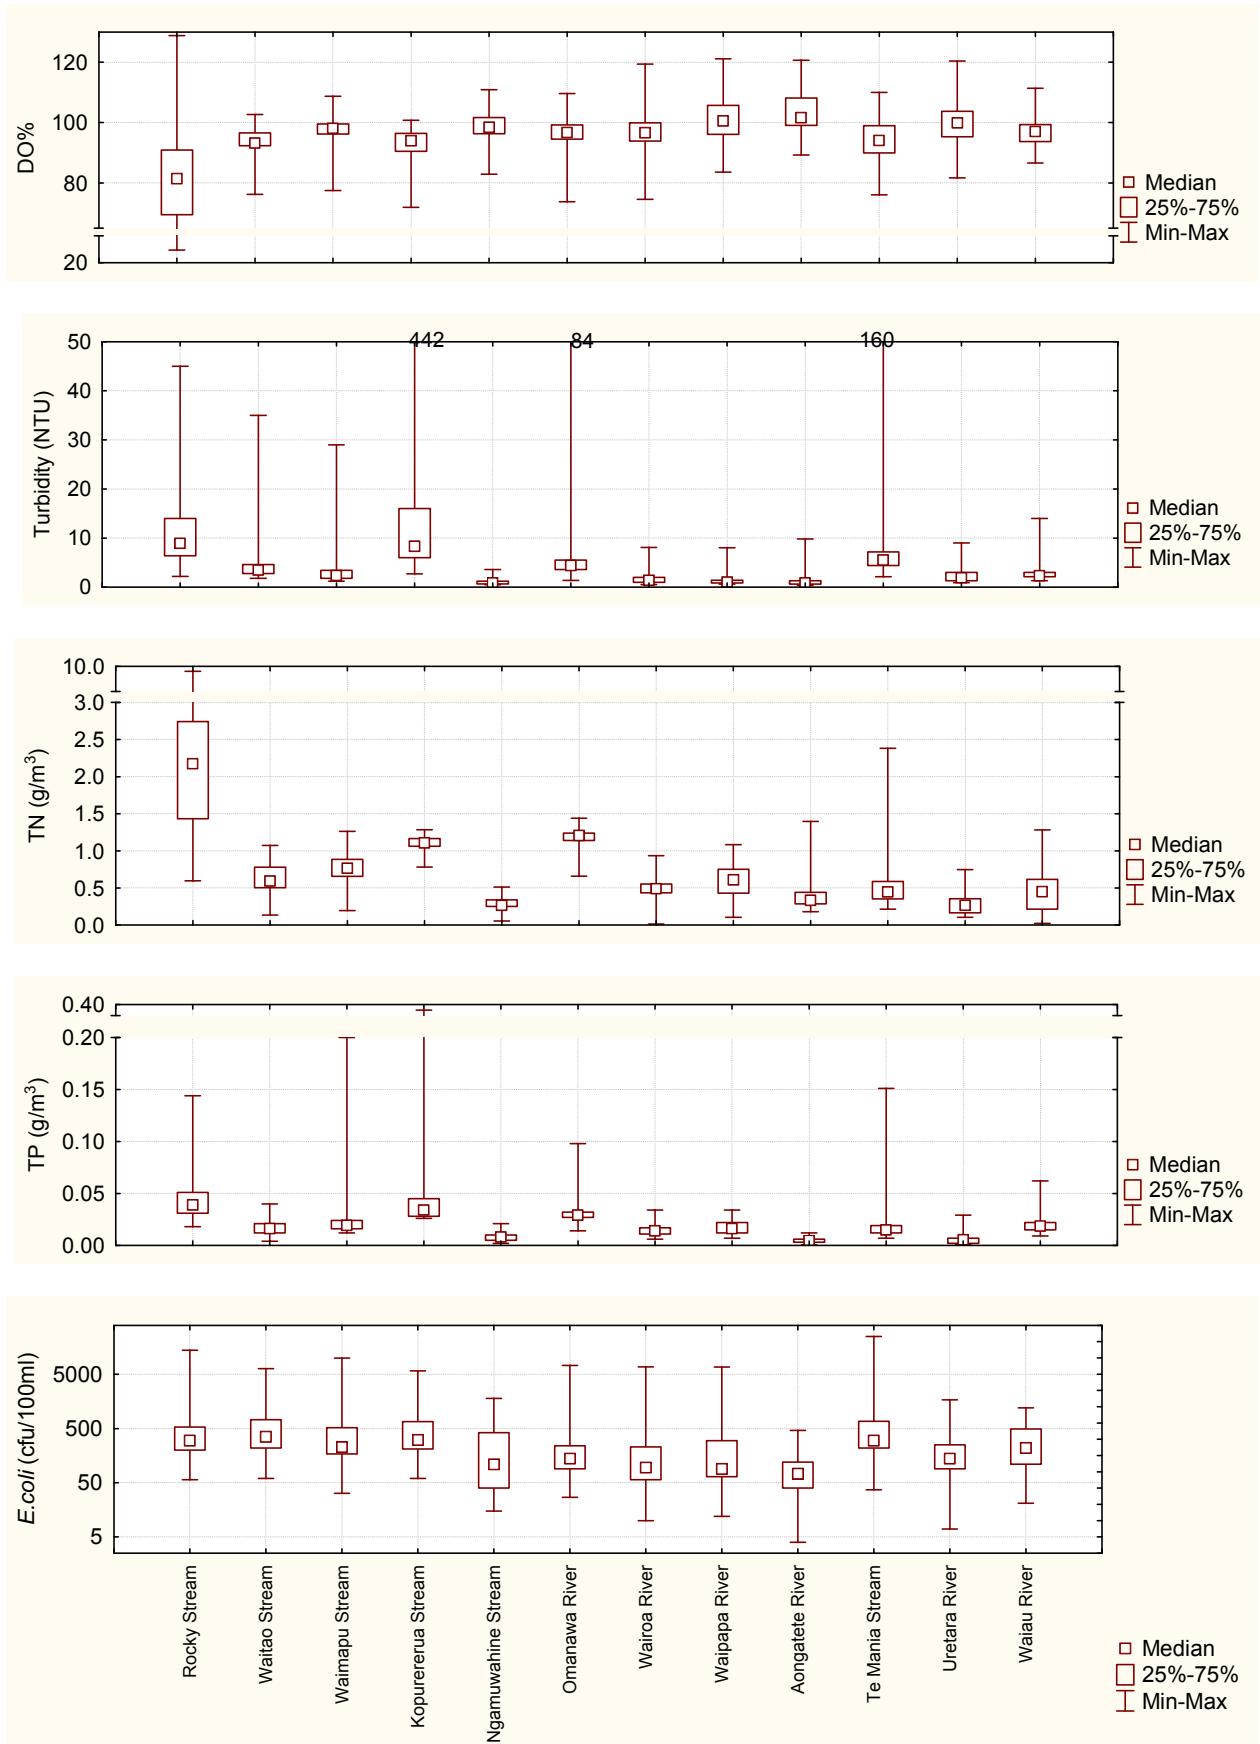 DO%
120
100
80
20
Median
25%-75%
Min-Max
442
84
160
Turbidity (NTU)
50
40
30
20
10
0
Median
25%-75%
Min-Max
TN (g/m³)
10.0
3.0
2.5
2.0
1.5
1.0
0.5
0.0
Median
25%-75%
Min-Max
TP (g/m³)
0.40
0.20
0.15
0.10
0.05
0.00
Median
25%-75%
Min-Max
E.coli (cfu/100ml)
5000
500
50
5
Rocky Stream
Waitao Stream
Waimapu Stream
Kopurererua Stream
Ngamuwahine Stream
Omanawa River
Wairoa River
Waipapa River
Aongatete River
Te Mania Stream
Uretara River
Waiau River
Median
25%-75%
Min-Max